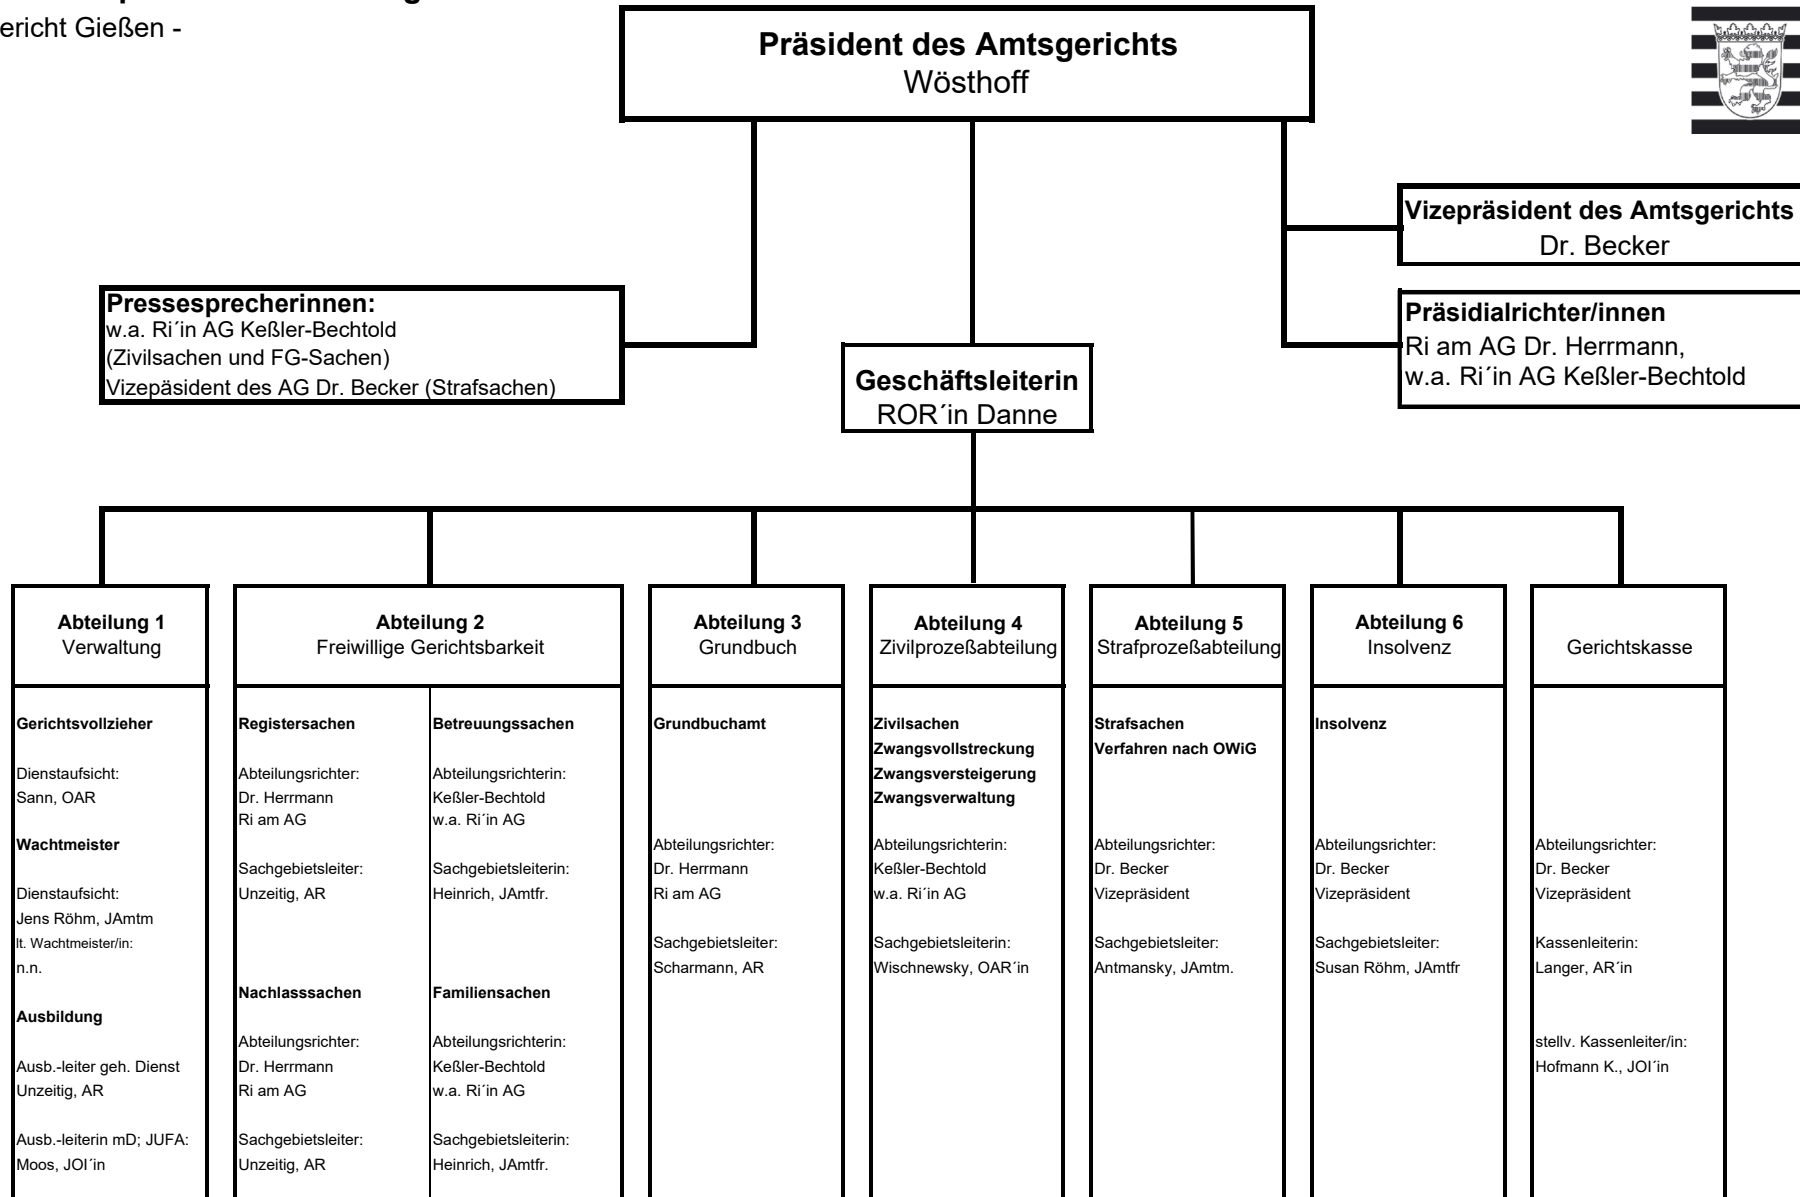 ericht Gießen -
Präsident des Amtsgerichts
Wösthoff
Vizepräsident des Amtsgerichts
Dr. Becker
Pressesprecherinnen:
w.a. Ri´in AG Keßler-Bechtold
(Zivilsachen und FG-Sachen)
Vizepäsident des AG Dr. Becker (Strafsachen)
Präsidialrichter/innen
Ri am AG Dr. Herrmann,
w.a. Ri´in AG Keßler-Bechtold
Geschäftsleiterin
ROR´in Danne
Abteilung 1
Verwaltung
Gerichtsvollzieher
Dienstaufsicht:
Sann, OAR
Wachtmeister
Dienstaufsicht:
Jens Röhm, JAmtm
lt. Wachtmeister/in:
n.n.
Ausbildung
Ausb.-leiter geh. Dienst
Unzeitig, AR
Ausb.-leiterin mD; JUFA:
Moos, JOI´in
Abteilung 2
Freiwillige Gerichtsbarkeit
Registersachen
Abteilungsrichter:
Dr. Herrmann
Ri am AG
Sachgebietsleiter:
Unzeitig, AR
Nachlasssachen
Abteilungsrichter:
Dr. Herrmann
Ri am AG
Sachgebietsleiter:
Unzeitig, AR
Betreuungssachen
Abteilungsrichterin:
Keßler-Bechtold
w.a. Ri´in AG
Sachgebietsleiterin:
Heinrich, JAmtfr.
Familiensachen
Abteilungsrichterin:
Keßler-Bechtold
w.a. Ri´in AG
Sachgebietsleiterin:
Heinrich, JAmtfr.
Abteilung 3
Grundbuch
Grundbuchamt
Abteilungsrichter:
Dr. Herrmann
Ri am AG
Sachgebietsleiter:
Scharmann, AR
Abteilung 4
Zivilprozeßabteilung
Zivilsachen
Zwangsvollstreckung
Zwangsversteigerung
Zwangsverwaltung
Abteilungsrichterin:
Keßler-Bechtold
w.a. Ri´in AG
Sachgebietsleiterin:
Wischnewsky, OAR´in
Abteilung 5
Strafprozeßabteilung
Strafsachen
Verfahren nach OWiG
Abteilungsrichter:
Dr. Becker
Vizepräsident
Sachgebietsleiter:
Antmansky, JAmtm.
Abteilung 6
Insolvenz
Insolvenz
Abteilungsrichter:
Dr. Becker
Vizepräsident
Sachgebietsleiter:
Susan Röhm, JAmtfr
Gerichtskasse
Abteilungsrichter:
Dr. Becker
Vizepräsident
Kassenleiterin:
Langer, AR´in
stellv. Kassenleiter/in:
Hofmann K., JOI´in